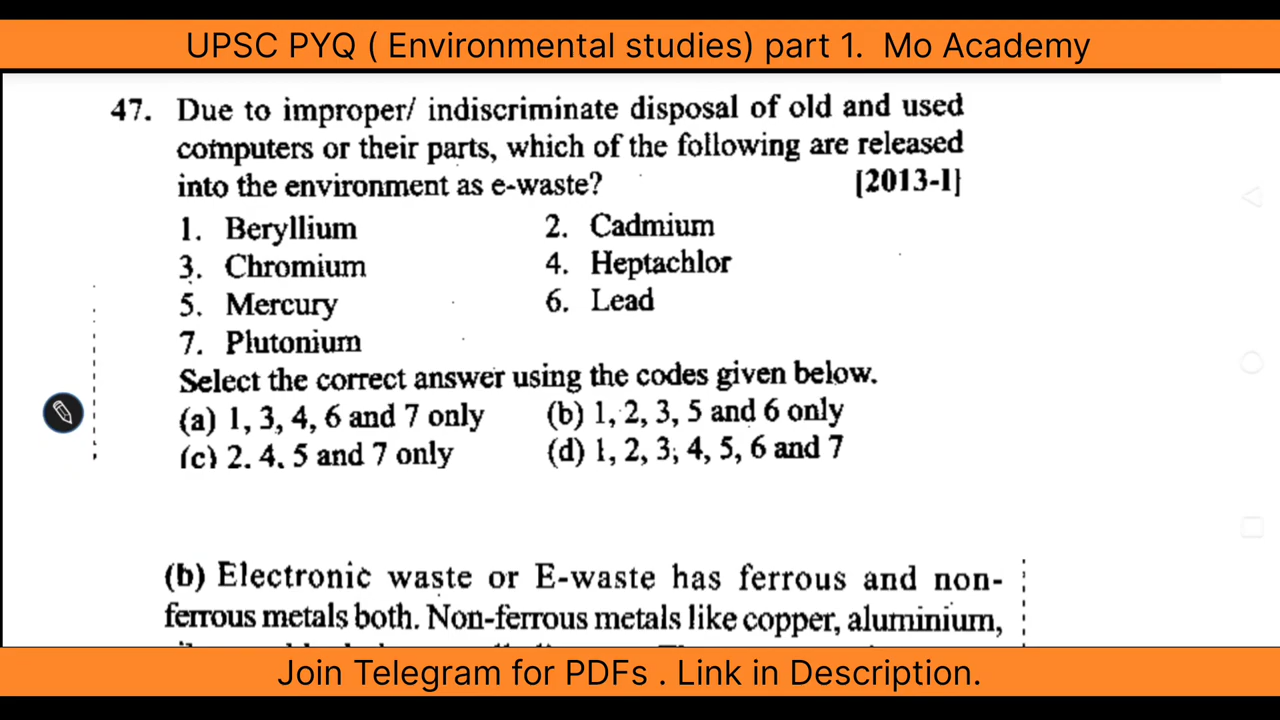 UPSC PYQ ( Environmental studies) part 1. Mo Academy
47. Due to improper/ indiscriminate disposal of old and used
computers or their parts, which of the following are released
into the environment as e-waste? [2013-I]
1. Beryllium 2. Cadmium
3. Chromium 4. Heptachlor
5. Mercury 6. Lead
7. Plutonium
Select the correct answer using the codes given below.
(a) 1, 3, 4, 6 and 7 only (b) 1, 2, 3, 5 and 6 only
(c) 2, 4, 5 and 7 only (d) 1, 2, 3, 4, 5, 6 and 7
(b) Electronic waste or E-waste has ferrous and non-
ferrous metals both. Non-ferrous metals like copper, aluminium,
Join Telegram for PDFs . Link in Description.